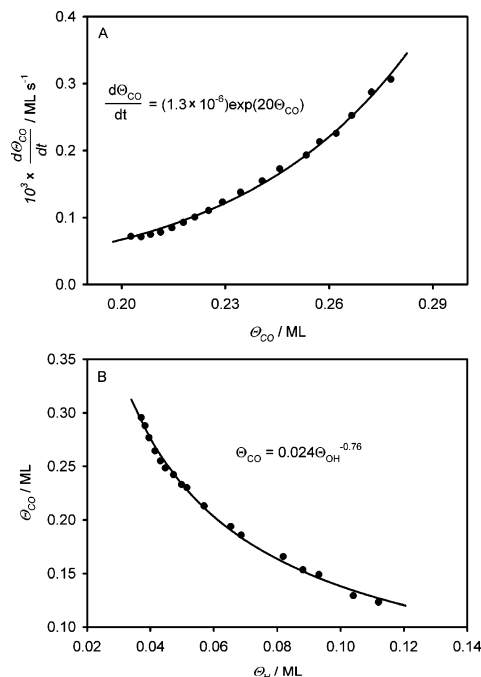 A
0.4
0.3
0.2
0.1
0.0
10³ × dΘCO/dt / ML s⁻¹
dΘCO/dt = (1.3×10⁻⁶)exp(20ΘCO)
0.20 0.23 0.26 0.29
ΘCO / ML
B
0.35
0.30
0.25
0.20
0.15
0.10
ΘCO / ML
ΘCO = 0.024ΘOH⁻⁰·⁷⁶
0.02 0.04 0.06 0.08 0.10 0.12 0.14
ΘH / ML